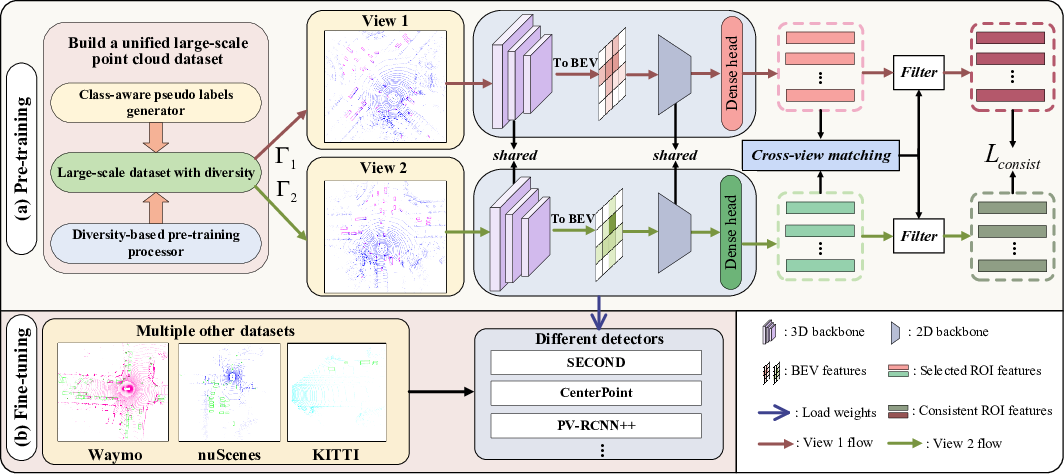 (a) Pre-training
Build a unified large-scale
point cloud dataset
Class-aware pseudo labels
generator
Large-scale dataset with diversity
Diversity-based pre-training
processor
Γ1
Γ2
View 1
View 2
To BEV
Dense head
shared
shared
To BEV
Dense head
Cross-view matching
Filter
Filter
Lconsist
(b) Fine-tuning
Multiple other datasets
Waymo
nuScenes
KITTI
Different detectors
SECOND
CenterPoint
PV-RCNN++
...
: 3D backbone
: 2D backbone
: BEV features
: Selected ROI features
: Load weights
: Consistent ROI features
: View 1 flow
: View 2 flow